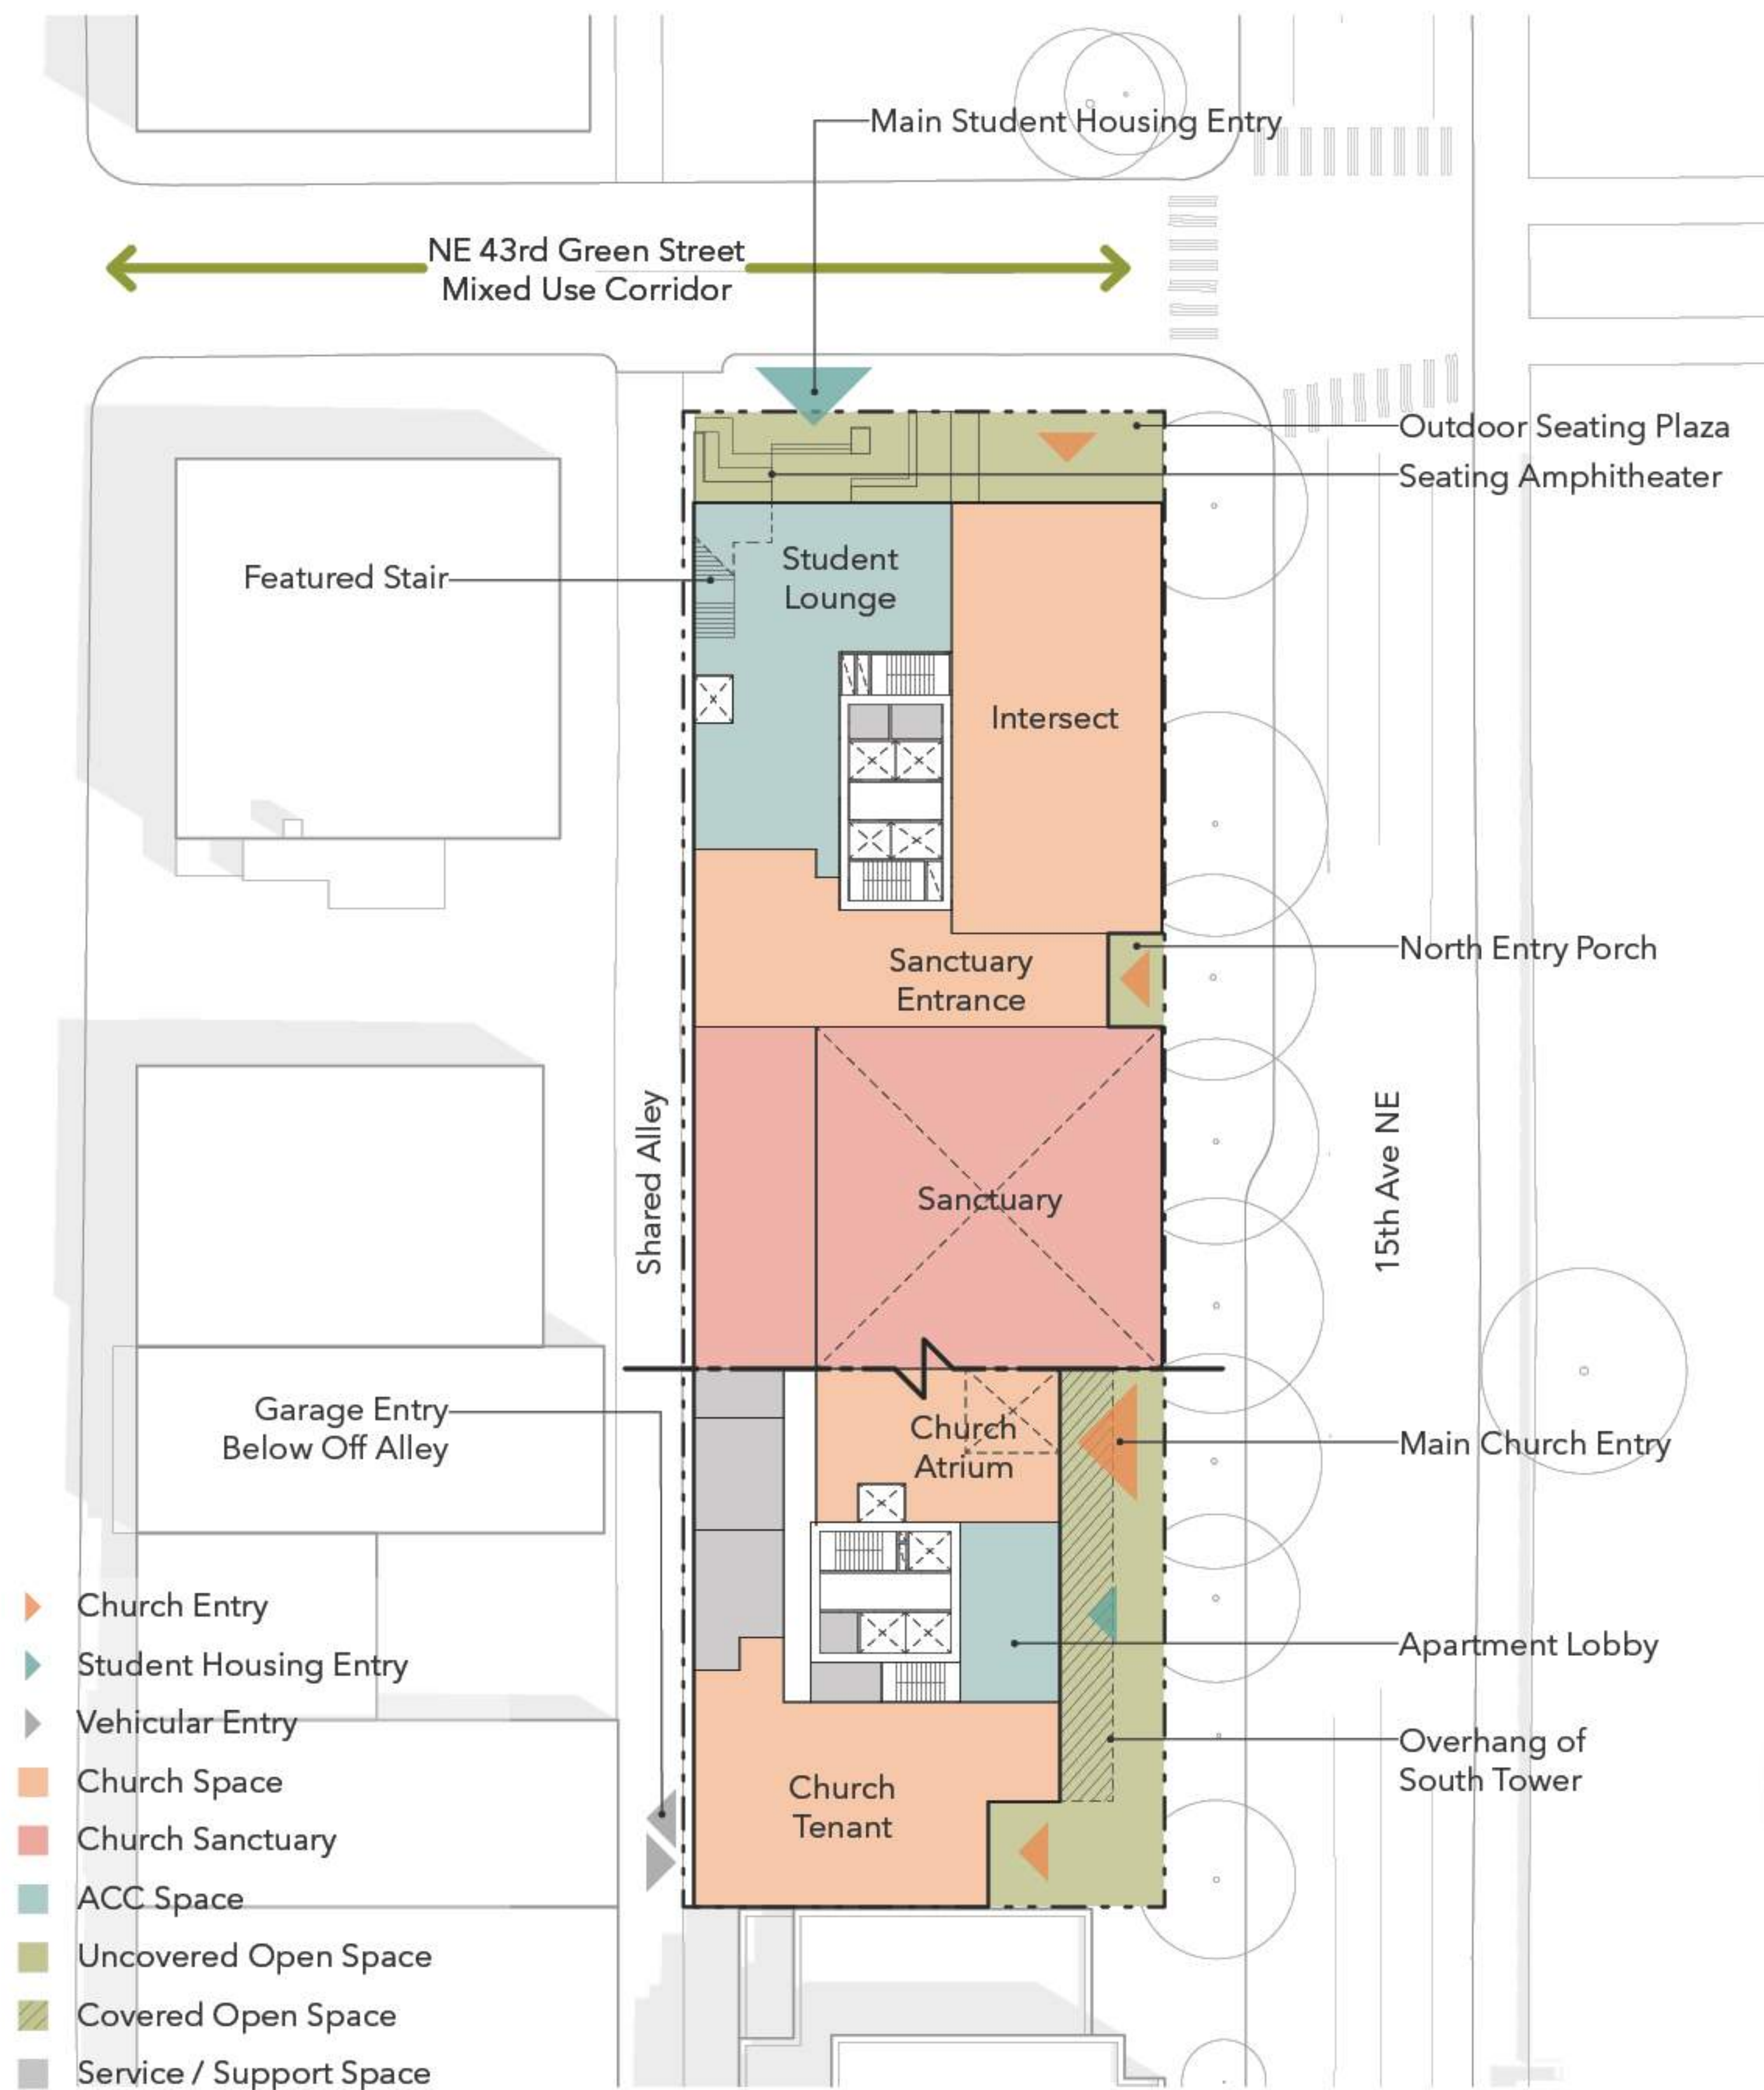 Main Student Housing Entry
NE 43rd Green Street
Mixed Use Corridor
Outdoor Seating Plaza
Seating Amphitheater
Featured Stair
Student
Lounge
Intersect
North Entry Porch
Sanctuary
Entrance
Shared Alley
15th Ave NE
Sanctuary
Garage Entry
Below Off Alley
Church
Atrium
Main Church Entry
Apartment Lobby
Overhang of
South Tower
Church
Tenant
Church Entry
Student Housing Entry
Vehicular Entry
Church Space
Church Sanctuary
ACC Space
Uncovered Open Space
Covered Open Space
Service / Support Space